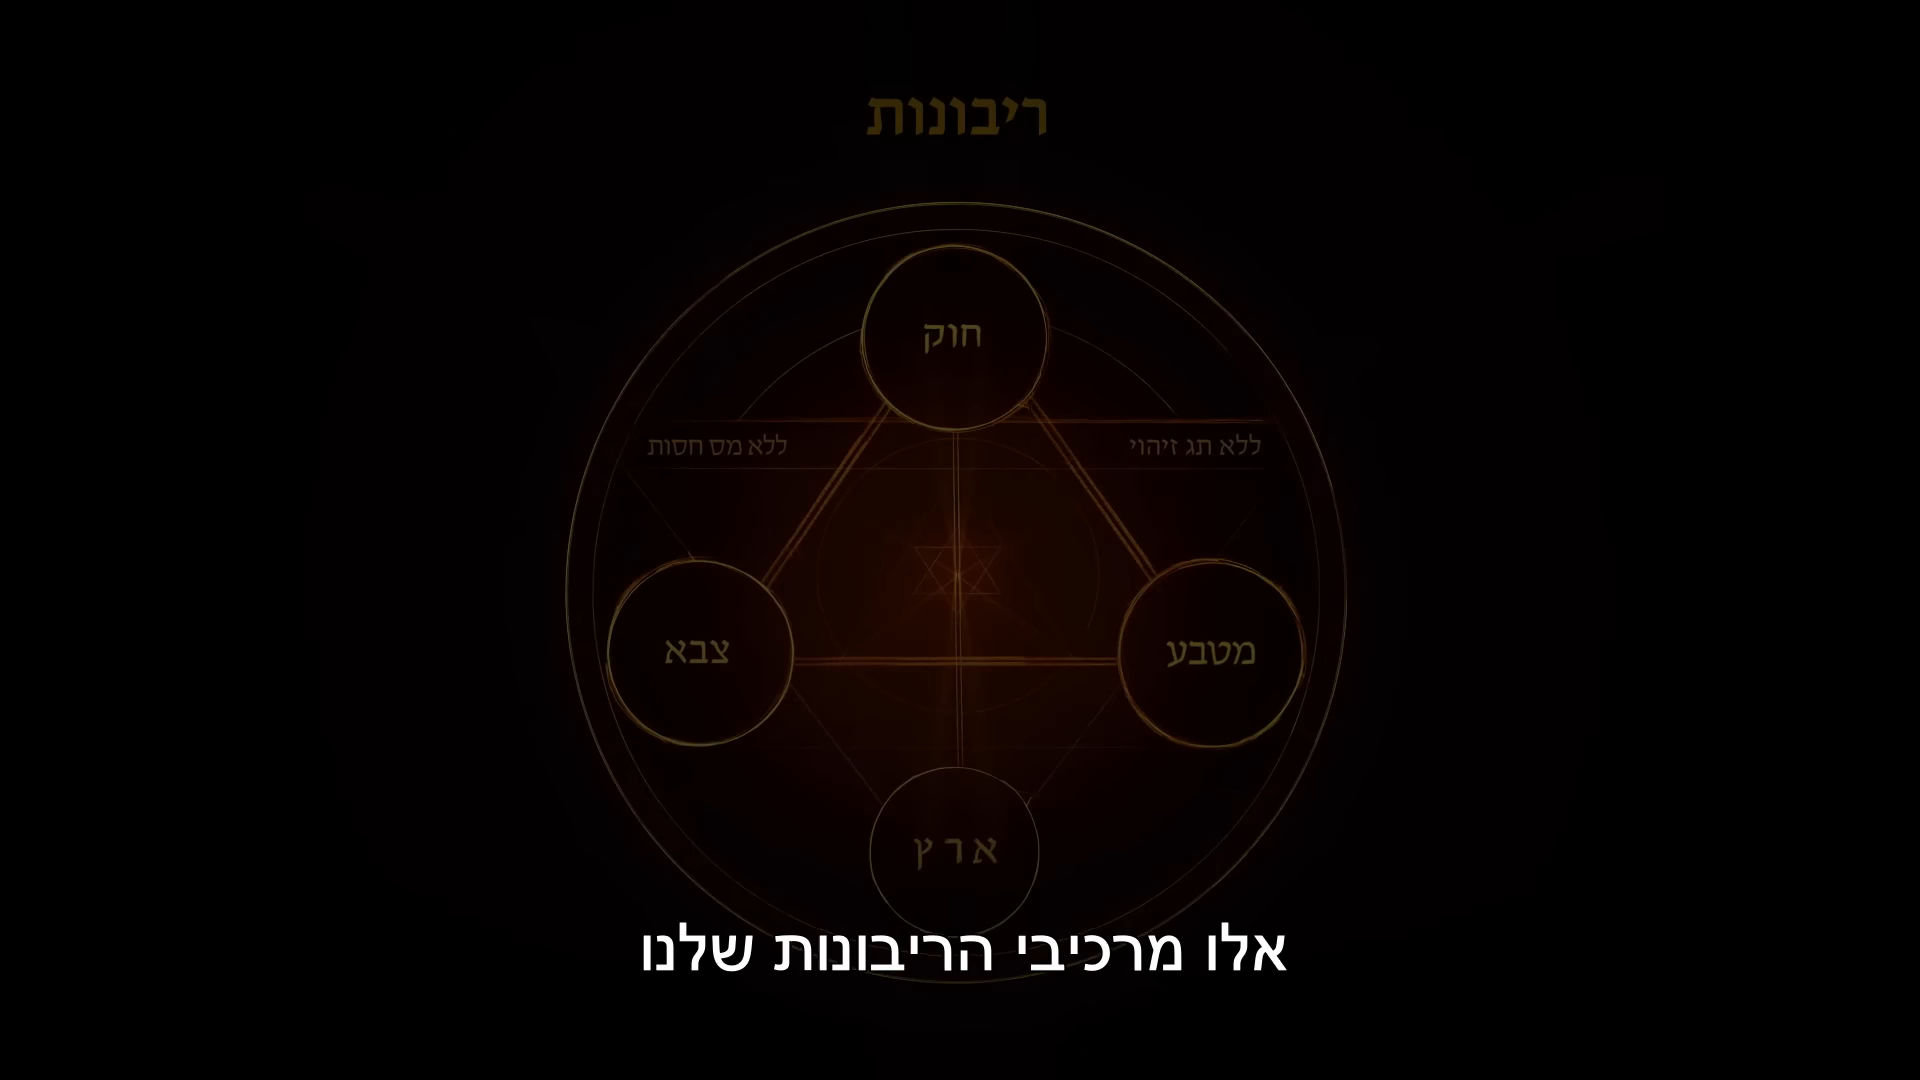 ריבונות
חוק
ללא תג זיהוי
ללא מס חסות
מטבע
צבא
ארץ
אלו מרכיבי הריבונות שלנו